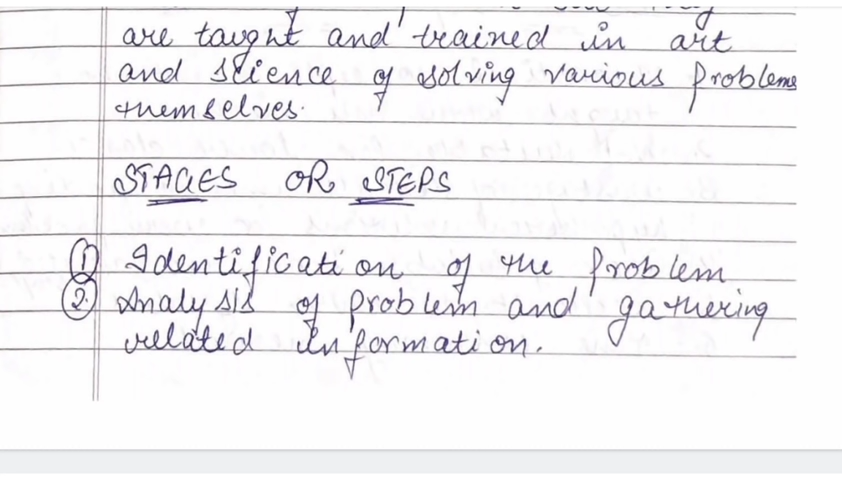 are taught and trained in art
and science of solving various problems
themselves.
STAGES OR STEPS
① Identification of the problem
② Analysis of problem and gathering
related information.